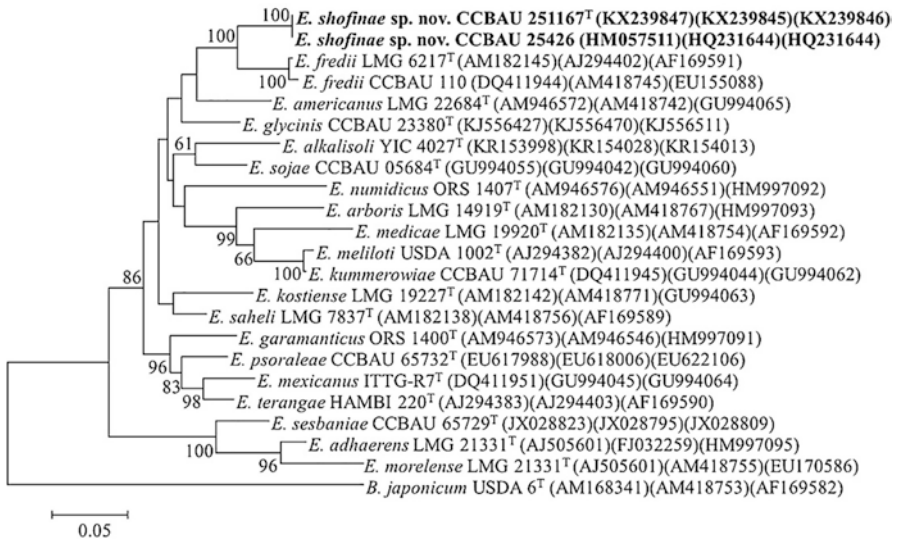 100 E. shofinae sp. nov. CCBAU 251167ᵀ (KX239847)(KX239845)(KX239846)
100 E. shofinae sp. nov. CCBAU 25426 (HM057511)(HQ231644)(HQ231644)
E. fredii LMG 6217ᵀ (AM182145)(AJ294402)(AF169591)
100 E. fredii CCBAU 110 (DQ411944)(AM418745)(EU155088)
E. americanus LMG 22684ᵀ (AM946572)(AM418742)(GU994065)
E. glycinis CCBAU 23380ᵀ (KJ556427)(KJ556470)(KJ556511)
61 E. alkalisoli YIC 4027ᵀ (KR153998)(KR154028)(KR154013)
E. sojae CCBAU 05684ᵀ (GU994055)(GU994042)(GU994060)
E. numidicus ORS 1407ᵀ (AM946576)(AM946551)(HM997092)
E. arboris LMG 14919ᵀ (AM182130)(AM418767)(HM997093)
99 E. medicae LMG 19920ᵀ (AM182135)(AM418754)(AF169592)
66 E. meliloti USDA 1002ᵀ (AJ294382)(AJ294400)(AF169593)
100 E. kummerowiae CCBAU 71714ᵀ (DQ411945)(GU994044)(GU994062)
86 E. kostiense LMG 19227ᵀ (AM182142)(AM418771)(GU994063)
E. saheli LMG 7837ᵀ (AM182138)(AM418756)(AF169589)
E. garamanticus ORS 1400ᵀ (AM946573)(AM946546)(HM997091)
96 E. psoraleae CCBAU 65732ᵀ (EU617988)(EU618006)(EU622106)
83 E. mexicanus ITTG-R7ᵀ (DQ411951)(GU994045)(GU994064)
98 E. terangae HAMBI 220ᵀ (AJ294383)(AJ294403)(AF169590)
E. sesbaniae CCBAU 65729ᵀ (JX028823)(JX028795)(JX028809)
100 E. adhaerens LMG 21331ᵀ (AJ505601)(FJ032259)(HM997095)
96 E. morelense LMG 21331ᵀ (AJ505601)(AM418755)(EU170586)
B. japonicum USDA 6ᵀ (AM168341)(AM418753)(AF169582)
0.05